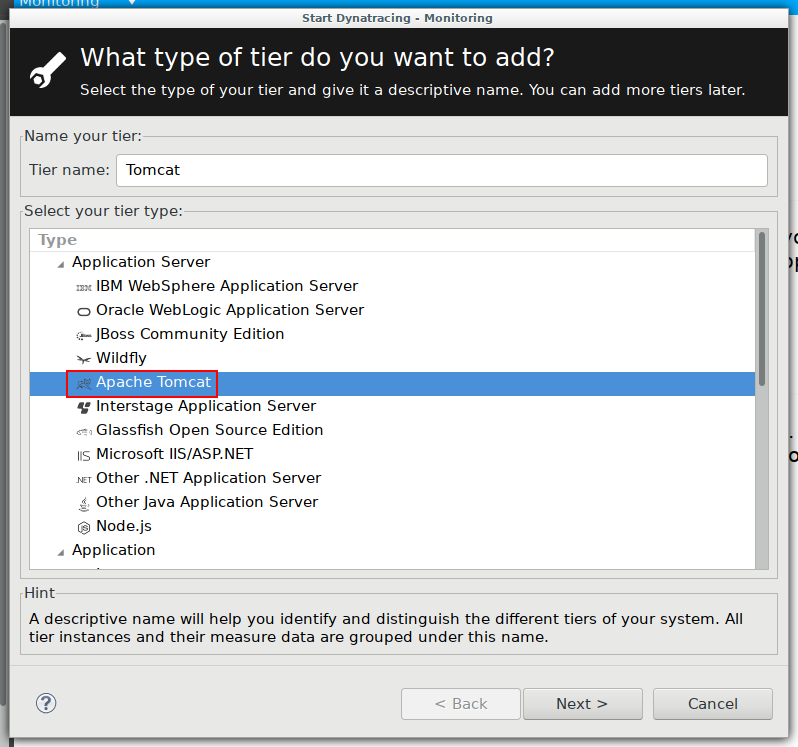 Monitoring
Start Dynatracing - Monitoring
What type of tier do you want to add?
Select the type of your tier and give it a descriptive name. You can add more tiers later.
Name your tier:
Tier name: Tomcat
Select your tier type:
Type
Application Server
IBM WebSphere Application Server
Oracle WebLogic Application Server
JBoss Community Edition
Wildfly
Apache Tomcat
Interstage Application Server
Glassfish Open Source Edition
IIS Microsoft IIS/ASP.NET
.NET Other .NET Application Server
Other Java Application Server
Node.js
Application
Hint
A descriptive name will help you identify and distinguish the different tiers of your system. All
tier instances and their measure data are grouped under this name.
? < Back Next > Cancel